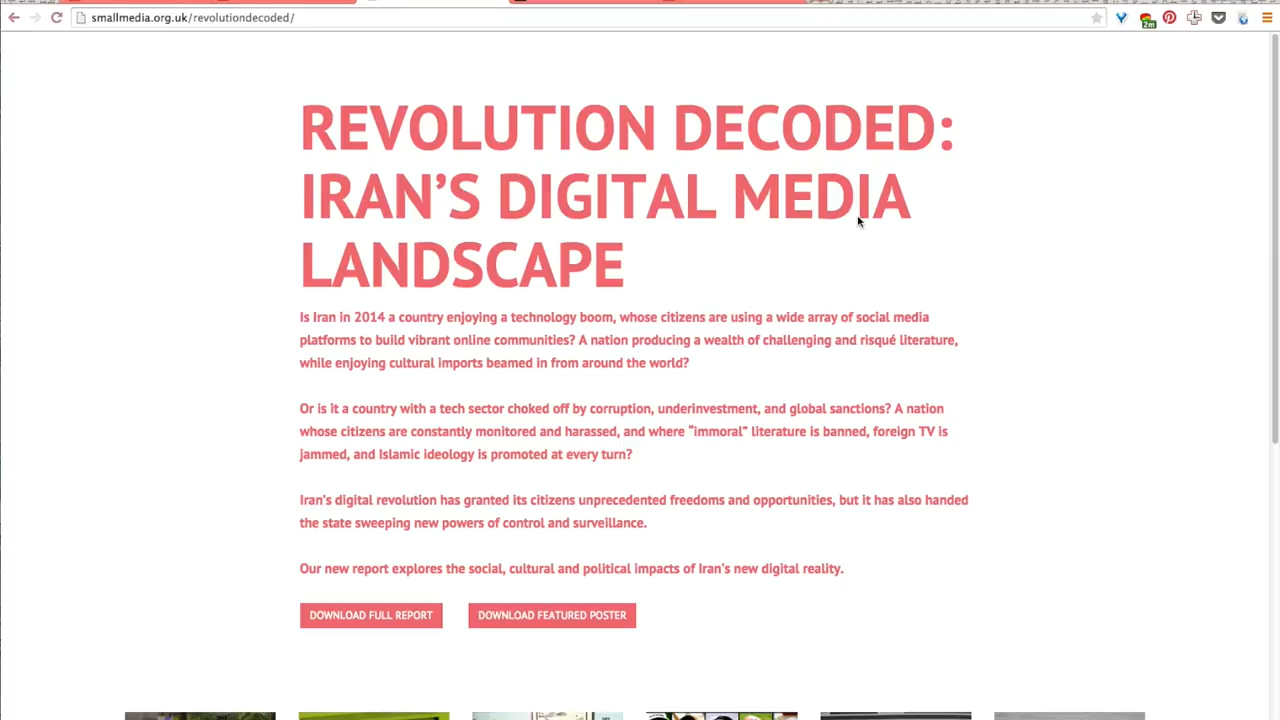 smallmedia.org.uk/revolutiondecoded/
2m
REVOLUTION DECODED:
IRAN’S DIGITAL MEDIA
LANDSCAPE
Is Iran in 2014 a country enjoying a technology boom, whose citizens are using a wide array of social media
platforms to build vibrant online communities? A nation producing a wealth of challenging and risqué literature,
while enjoying cultural imports beamed in from around the world?
Or is it a country with a tech sector choked off by corruption, underinvestment, and global sanctions? A nation
whose citizens are constantly monitored and harassed, and where “immoral” literature is banned, foreign TV is
jammed, and Islamic ideology is promoted at every turn?
Iran’s digital revolution has granted its citizens unprecedented freedoms and opportunities, but it has also handed
the state sweeping new powers of control and surveillance.
Our new report explores the social, cultural and political impacts of Iran’s new digital reality.
DOWNLOAD FULL REPORT
DOWNLOAD FEATURED POSTER